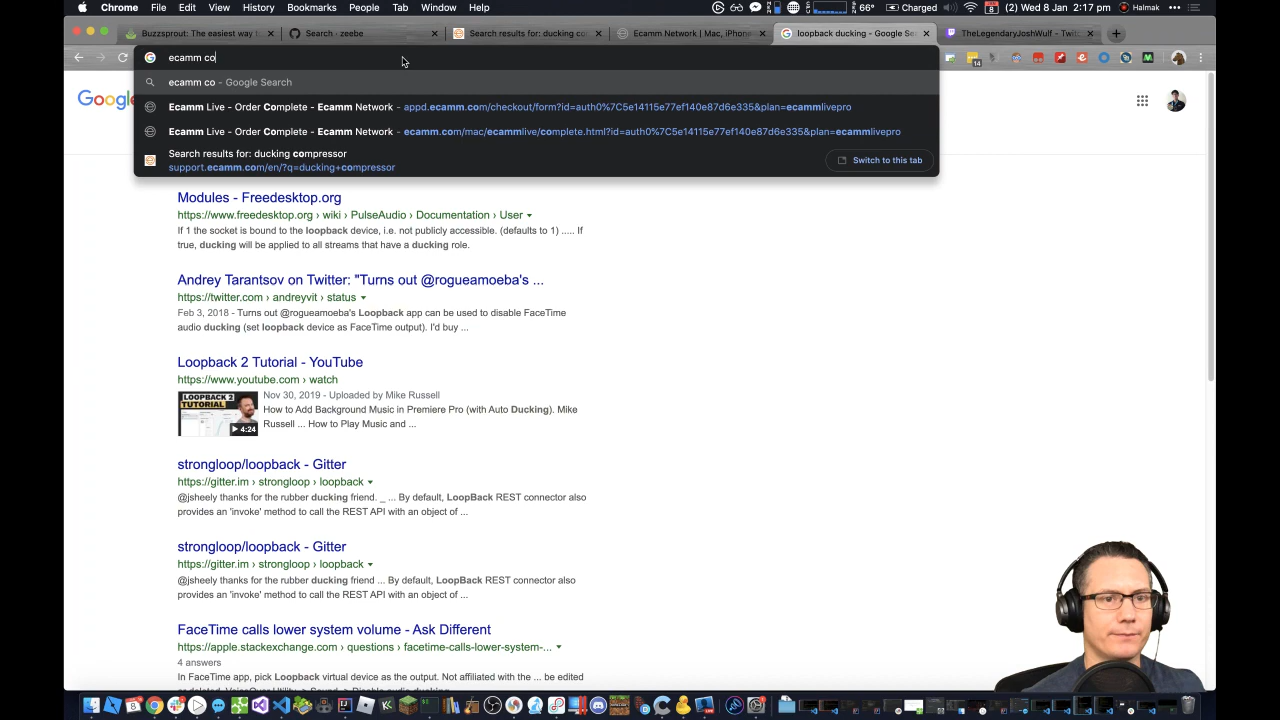 Chrome File Edit View History Bookmarks People Tab Window Help
66° Charged 8 (2) Wed 8 Jan 2:17 PM Halmak
Buzzsprout: The easiest way t
Search · zeebe
Search results for: ducking co
Ecamm Network | Mac, iPhone
loopback ducking - Google Se
TheLegendaryJoshWulf - Twitc
ecamm co
14
ecamm co - Google Search
Ecamm Live - Order Complete - Ecamm Network - appd.ecamm.com/checkout/form?id=auth0%7C5e14115e77ef140e87d6e335&plan=ecammlivepro
Ecamm Live - Order Complete - Ecamm Network - ecamm.com/mac/ecammlive/complete.html?id=auth0%7C5e14115e77ef140e87d6e335&plan=ecammlivepro
Search results for: ducking compressor
support.ecamm.com/en/?q=ducking+compressor
Switch to this tab
Goo
Modules - Freedesktop.org
https://www.freedesktop.org › wiki › PulseAudio › Documentation › User
If 1 the socket is bound to the loopback device, i.e. not publicly accessible. (defaults to 1) ..... If
true, ducking will be applied to all streams that have a ducking role.
Andrey Tarantsov on Twitter: "Turns out @rogueamoeba's ...
https://twitter.com › andreyvit › status
Feb 3, 2018 - Turns out @rogueamoeba's Loopback app can be used to disable FaceTime
audio ducking (set loopback device as FaceTime output). I'd buy ...
Loopback 2 Tutorial - YouTube
https://www.youtube.com › watch
Nov 30, 2019 - Uploaded by Mike Russell
How to Add Background Music in Premiere Pro (with Auto Ducking). Mike
Russell ... How to Play Music and ...
LOOPBACK 2
TUTORIAL
4:24
strongloop/loopback - Gitter
https://gitter.im › strongloop › loopback
@jsheely thanks for the rubber ducking friend. _ ... By default, LoopBack REST connector also
provides an 'invoke' method to call the REST API with an object of ...
strongloop/loopback - Gitter
https://gitter.im › strongloop › loopback
@jsheely thanks for the rubber ducking friend ... By default, LoopBack REST connector also
provides an 'invoke' method to call the REST API with an object of ...
FaceTime calls lower system volume - Ask Different
https://apple.stackexchange.com › questions › facetime-calls-lower-system-...
4 answers
In FaceTime app, pick Loopback virtual device as the output. Not affiliated with the ... be edited